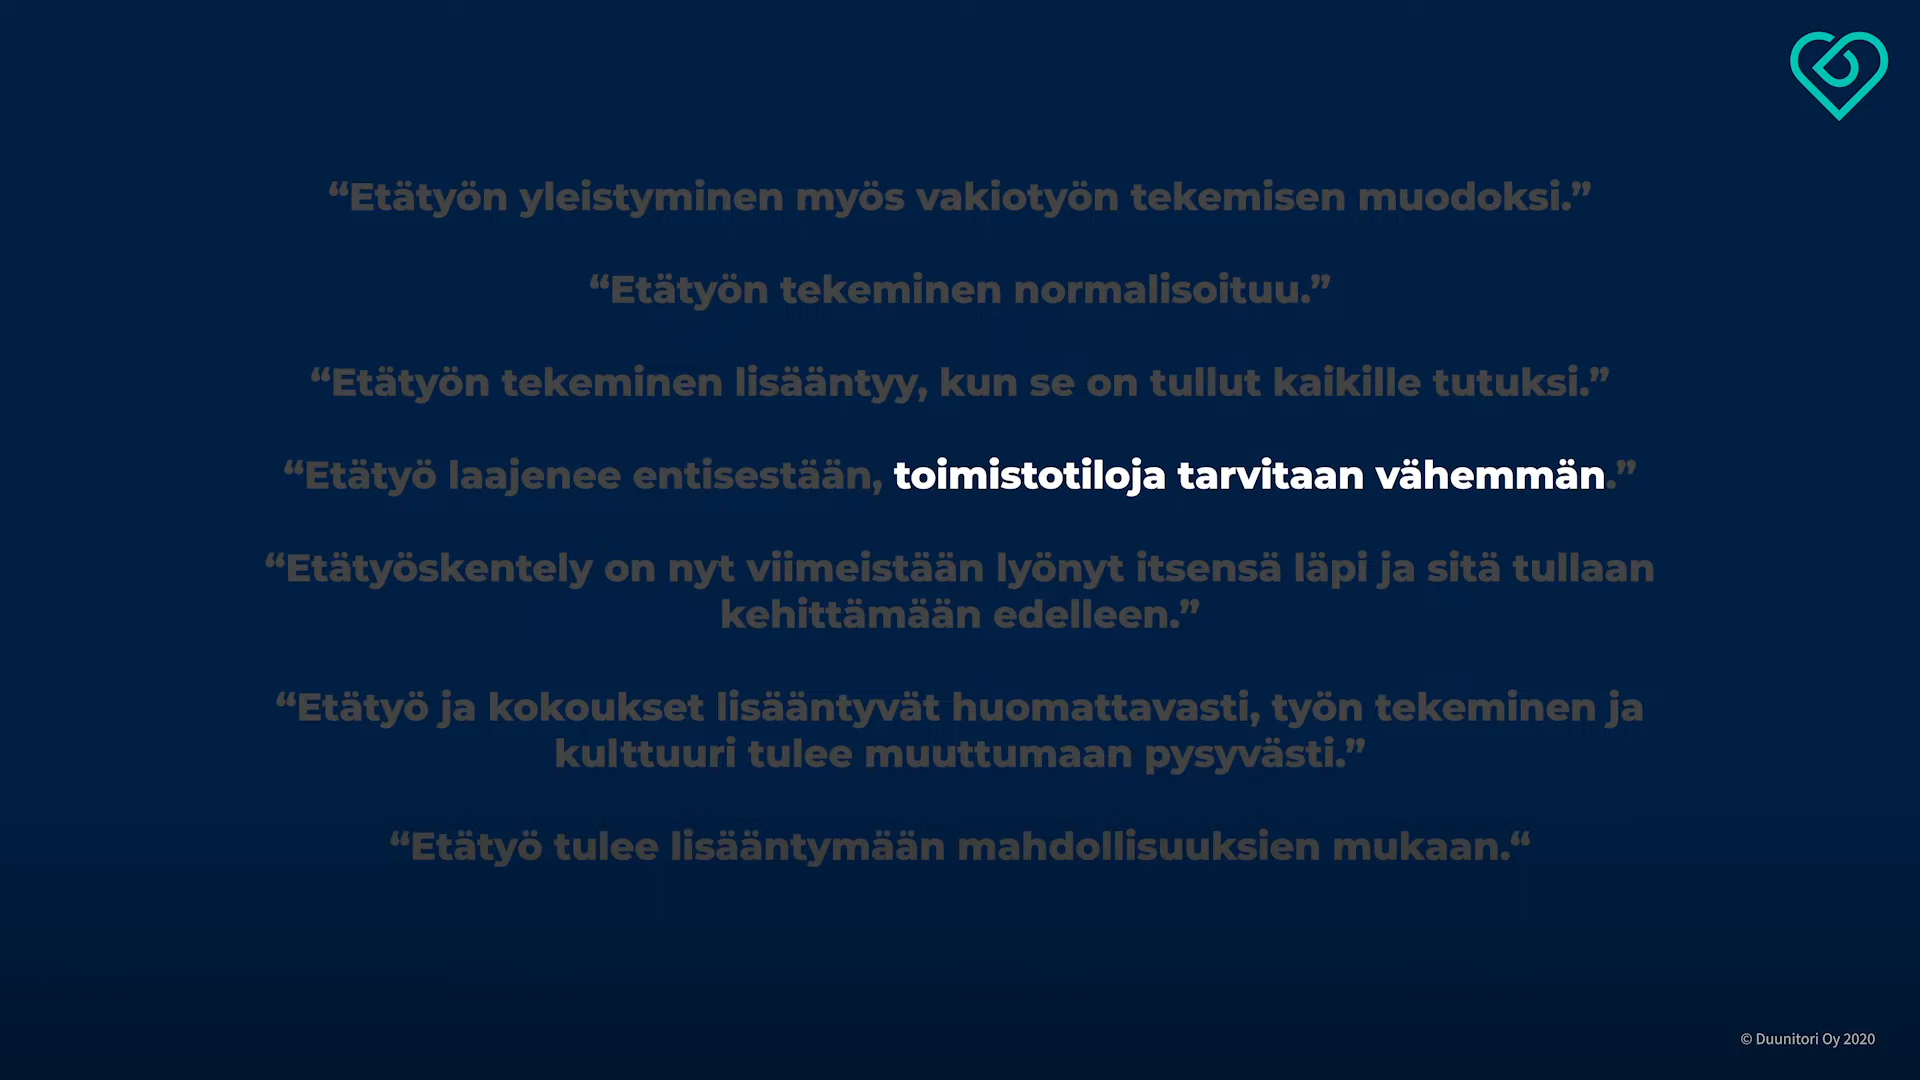 “Etätyön yleistyminen myös vakiotyön tekemisen muodoksi.”
“Etätyön tekeminen normalisoituu.”
“Etätyön tekeminen lisääntyy, kun se on tullut kaikille tutuksi.”
“Etätyö laajenee entisestään, toimistotiloja tarvitaan vähemmän.”
“Etätyöskentely on nyt viimeistään lyönyt itsensä läpi ja sitä tullaan
kehittämään edelleen.”
“Etätyö ja kokoukset lisääntyvät huomattavasti, työn tekeminen ja
kulttuuri tulee muuttumaan pysyvästi.”
“Etätyö tulee lisääntymään mahdollisuuksien mukaan.“
© Duunitori Oy 2020